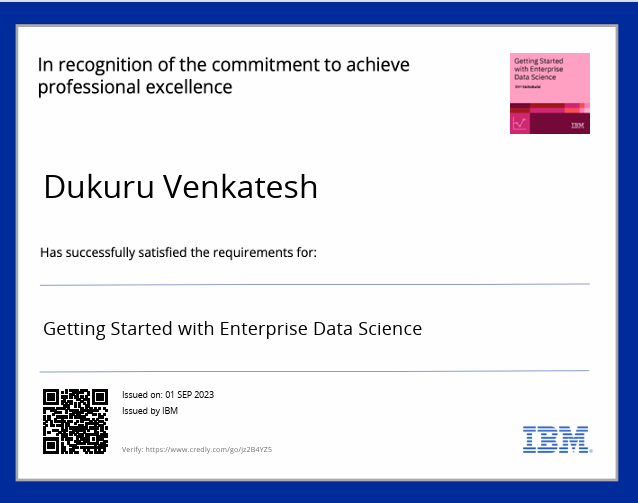 In recognition of the commitment to achieve
professional excellence
Getting Started
with Enterprise
Data Science
IBM
Dukuru Venkatesh
Has successfully satisfied the requirements for:
Getting Started with Enterprise Data Science
Issued on: 01 SEP 2023
Issued by IBM
Verify: https://www.credly.com/go/jz2B4YZ5
IBM